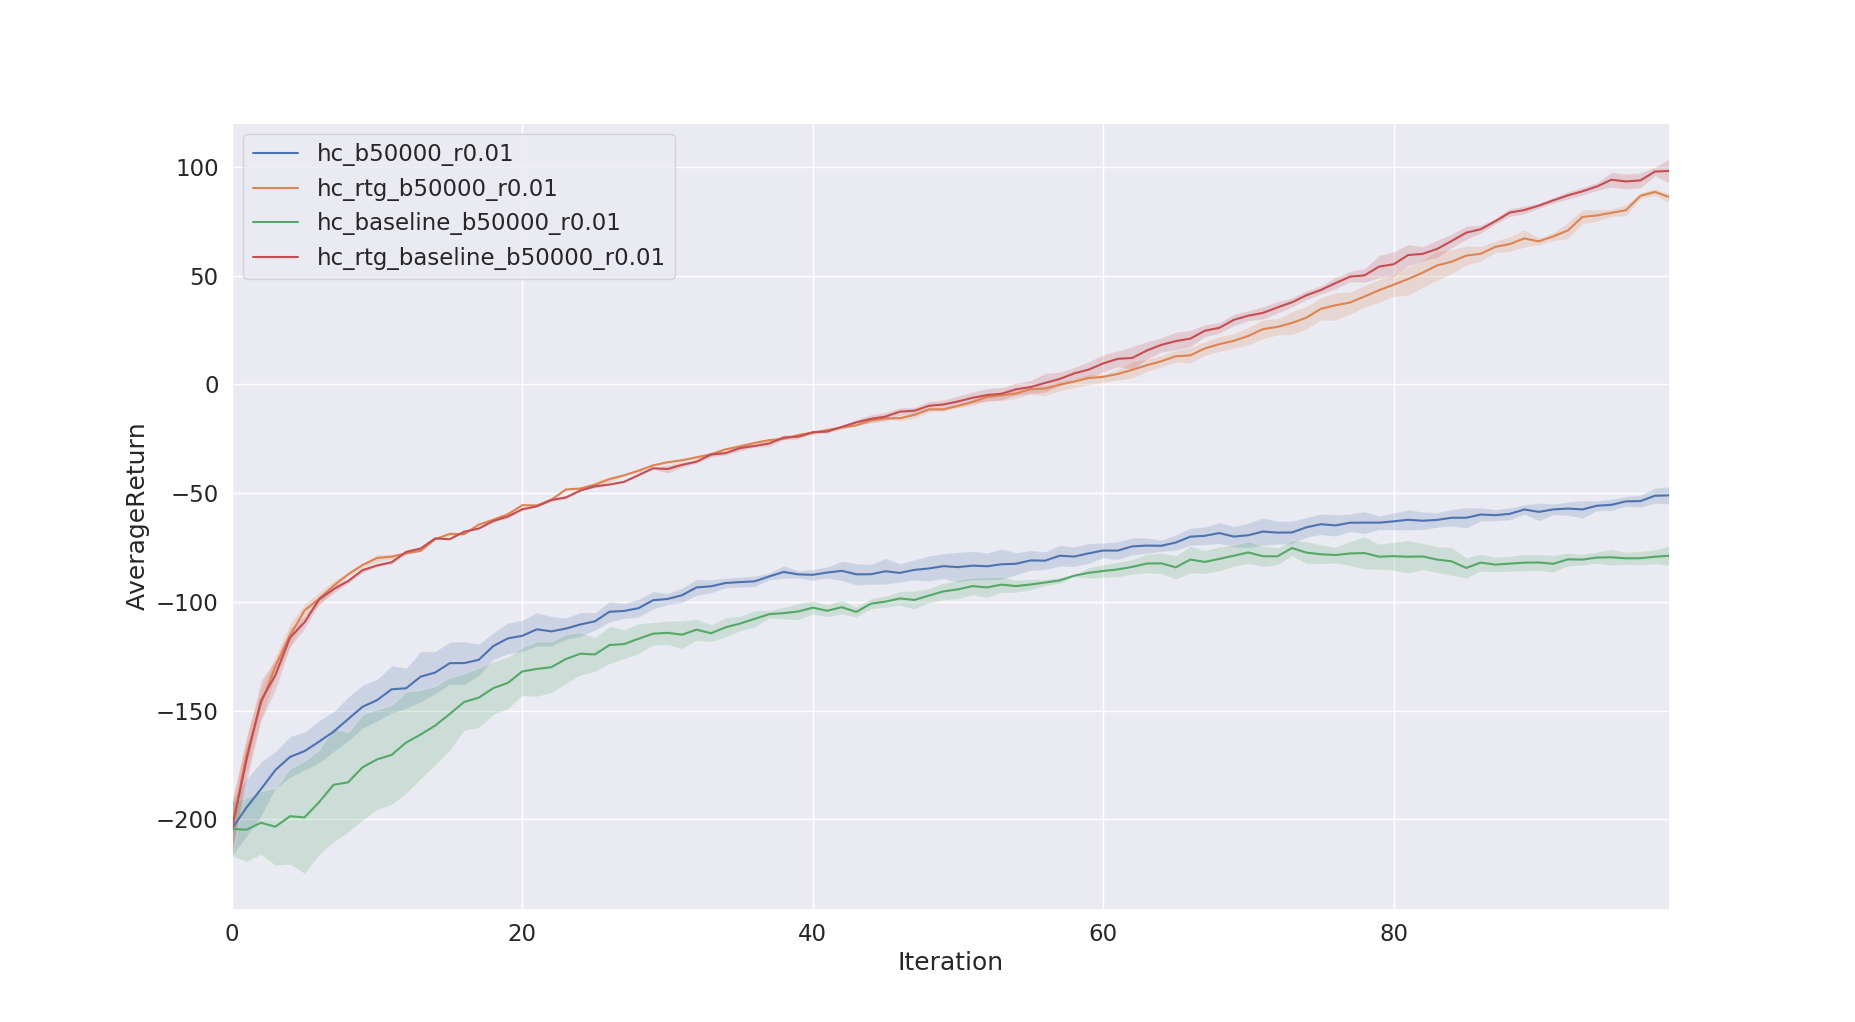 hc_b50000_r0.01
hc_rtg_b50000_r0.01
hc_baseline_b50000_r0.01
hc_rtg_baseline_b50000_r0.01
100
50
0
−50
−100
−150
−200
AverageReturn
0 20 40 60 80
Iteration